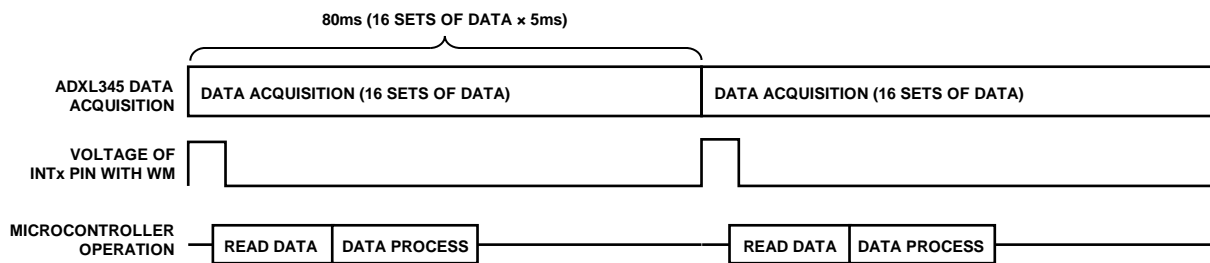 80ms (16 SETS OF DATA × 5ms)
ADXL345 DATA
ACQUISITION
DATA ACQUISITION (16 SETS OF DATA)
DATA ACQUISITION (16 SETS OF DATA)
VOLTAGE OF
INTx PIN WITH WM
MICROCONTROLLER
OPERATION
READ DATA
DATA PROCESS
READ DATA
DATA PROCESS